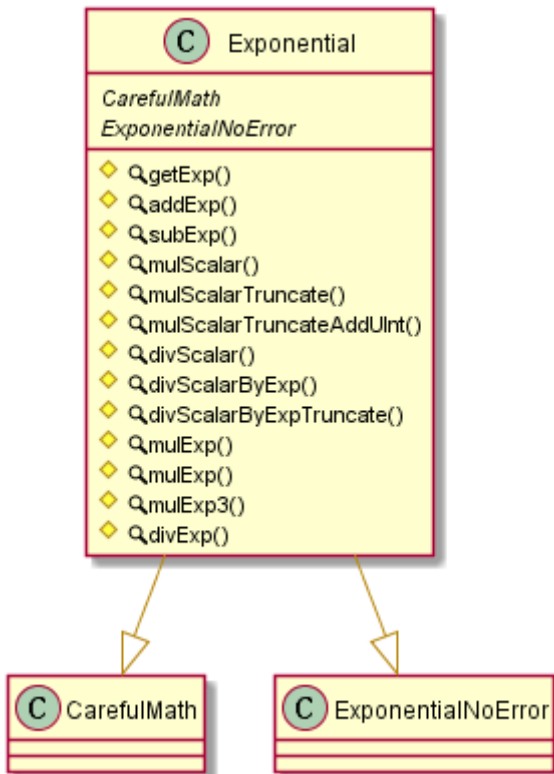 C Exponential
CarefulMath
ExponentialNoError
getExp()
addExp()
subExp()
mulScalar()
mulScalarTruncate()
mulScalarTruncateAddUInt()
divScalar()
divScalarByExp()
divScalarByExpTruncate()
mulExp()
mulExp()
mulExp3()
divExp()
C CarefulMath
C ExponentialNoError